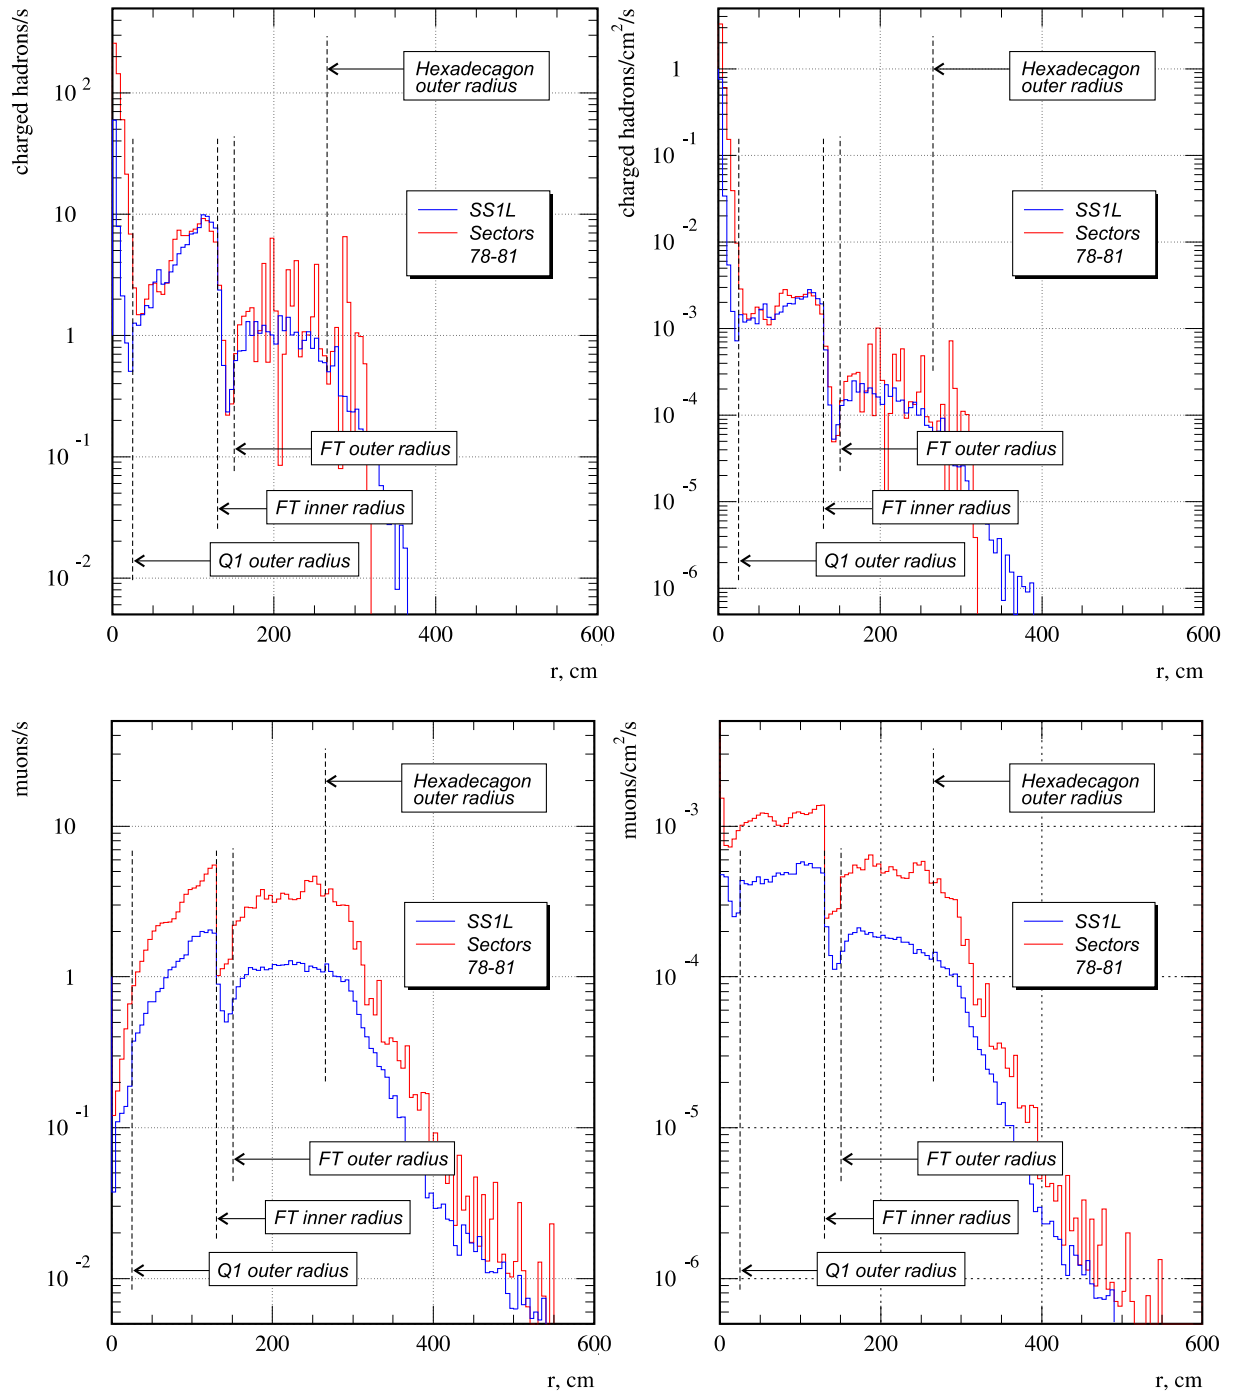 charged hadrons/s
10^2
10
1
10^-1
10^-2
Hexadecagon
outer radius
SS1L
Sectors
78-81
FT outer radius
FT inner radius
Q1 outer radius
0
200
400
600
r, cm
charged hadrons/cm^2/s
1
10^-1
10^-2
10^-3
10^-4
10^-5
10^-6
Hexadecagon
outer radius
SS1L
Sectors
78-81
FT outer radius
FT inner radius
Q1 outer radius
0
200
400
600
r, cm
muons/s
10
1
10^-1
10^-2
Hexadecagon
outer radius
SS1L
Sectors
78-81
FT outer radius
FT inner radius
Q1 outer radius
0
200
400
600
r, cm
muons/cm^2/s
10^-3
10^-4
10^-5
10^-6
Hexadecagon
outer radius
SS1L
Sectors
78-81
FT outer radius
FT inner radius
Q1 outer radius
0
200
400
600
r, cm